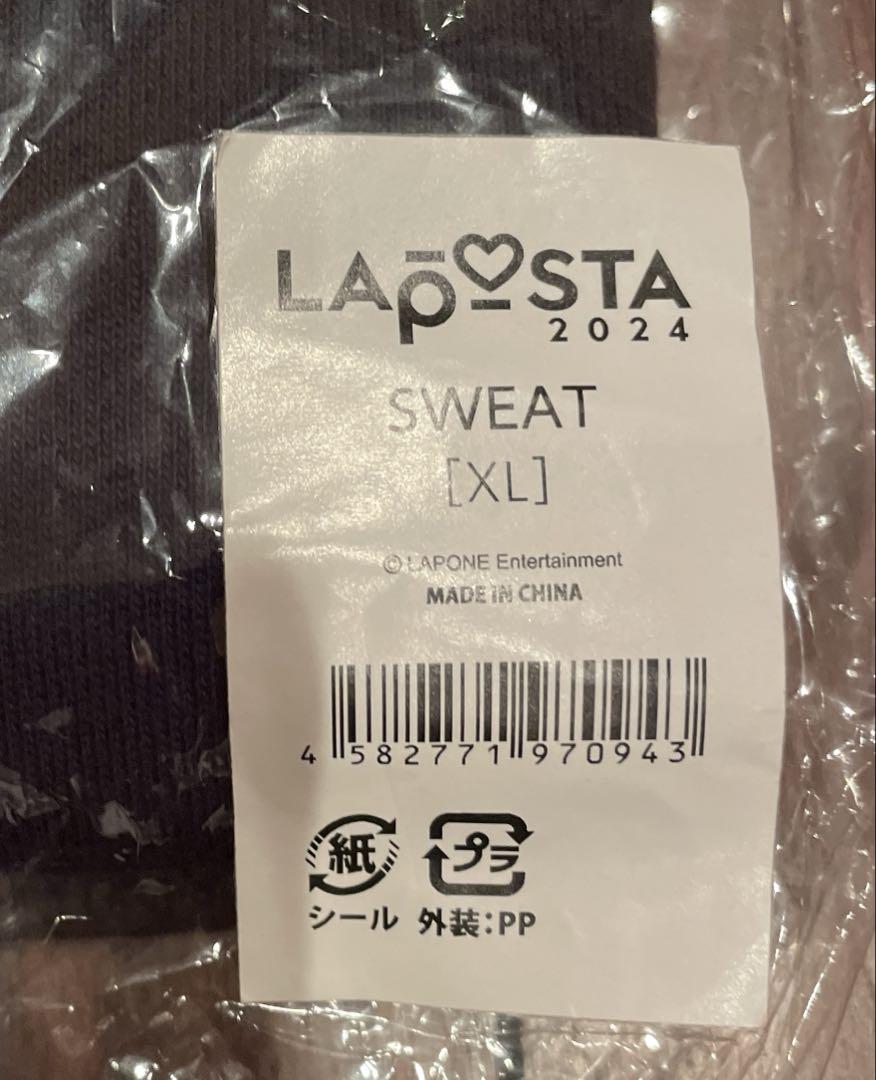 LAPOSTA
2024
SWEAT
[XL]
© LAPONE Entertainment
MADE IN CHINA
4 582771 970943
紙 プラ
シール 外装:PP